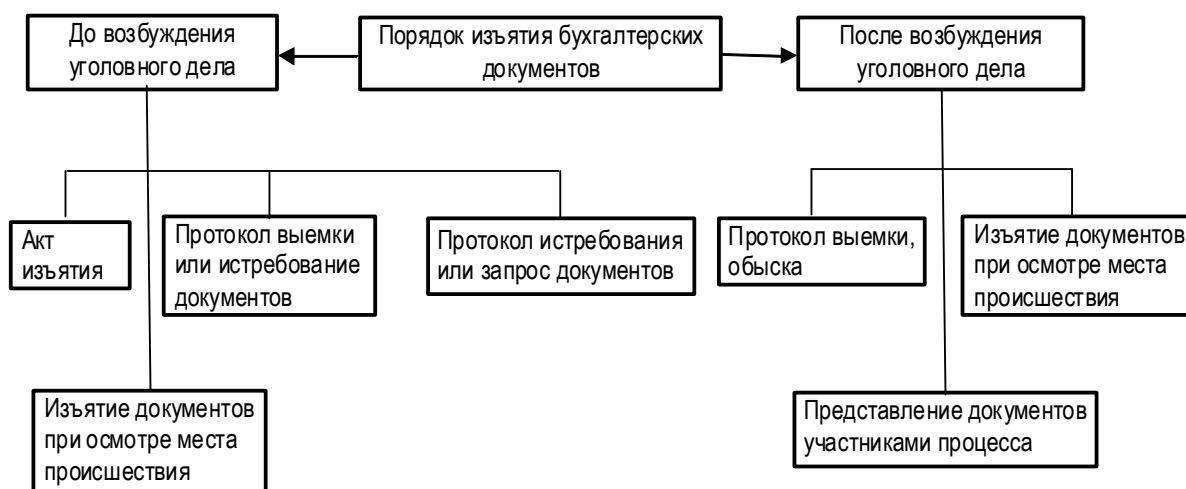 До возбуждения
уголовного дела
Порядок изъятия бухгалтерских
документов
После возбуждения
уголовного дела
Акт
изъятия
Протокол выемки
или истребование
документов
Протокол истребования
или запрос документов
Протокол выемки,
обыска
Изъятие документов
при осмотре места
происшествия
Изъятие документов
при осмотре места
происшествия
Представление документов
участниками процесса